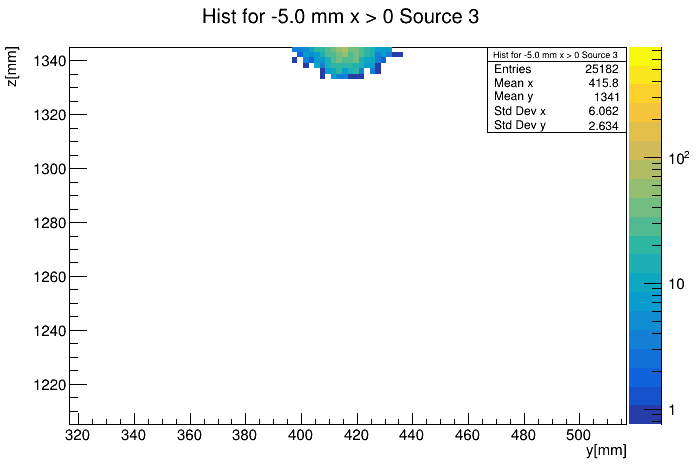 Hist for -5.0 mm x > 0 Source 3
z[mm]
1340
1320
1300
1280
1260
1240
1220
Hist for -5.0 mm x > 0 Source 3
Entries 25182
Mean x 415.8
Mean y 1341
Std Dev x 6.062
Std Dev y 2.634
10²
10
1
320 340 360 380 400 420 440 460 480 500
y[mm]